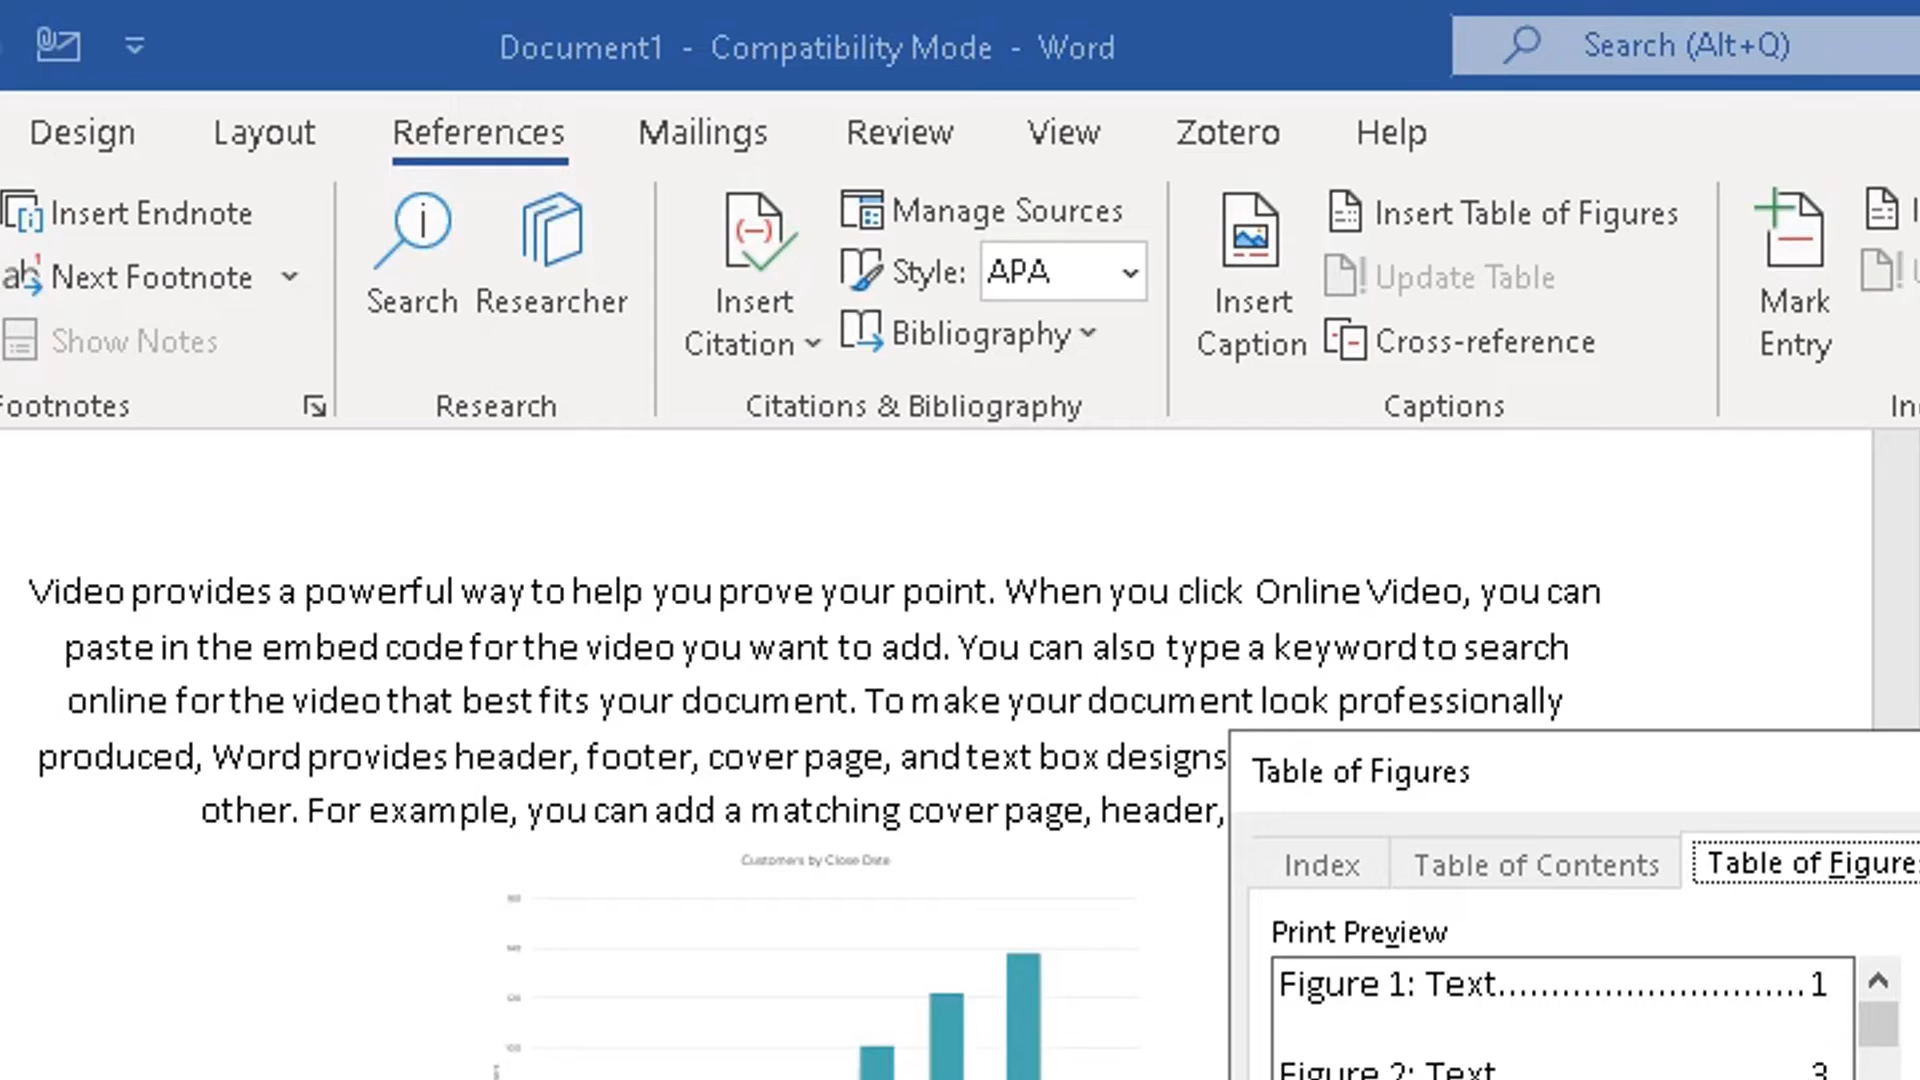 Document1 - Compatibility Mode - Word
Search (Alt+Q)
Design Layout References Mailings Review View Zotero Help
Insert Endnote
Next Footnote
Show Notes
Footnotes
Search
Researcher
Research
Insert Citation
Manage Sources
Style: APA
Bibliography
Citations & Bibliography
Insert Caption
Insert Table of Figures
Update Table
Cross-reference
Captions
Mark Entry
Video provides a powerful way to help you prove your point. When you click Online Video, you can
paste in the embed code for the video you want to add. You can also type a keyword to search
online for the video that best fits your document. To make your document look professionally
produced, Word provides header, footer, cover page, and text box designs
other. For example, you can add a matching cover page, header,
Customers by Close Date
Table of Figures
Index
Table of Contents
Table of Figures
Print Preview
Figure 1: Text............................. 1
Figure 2: Text 3